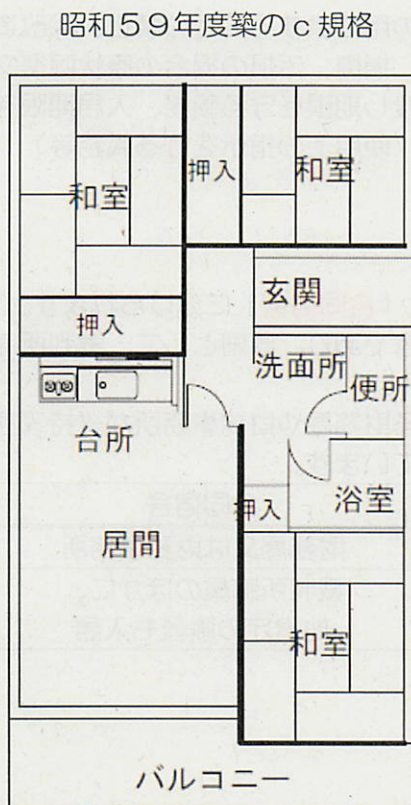 昭和５９年度築のｃ規格
和室
押入
和室
玄関
押入
洗面所
便所
台所
浴室
押入
居間
和室
バルコニー